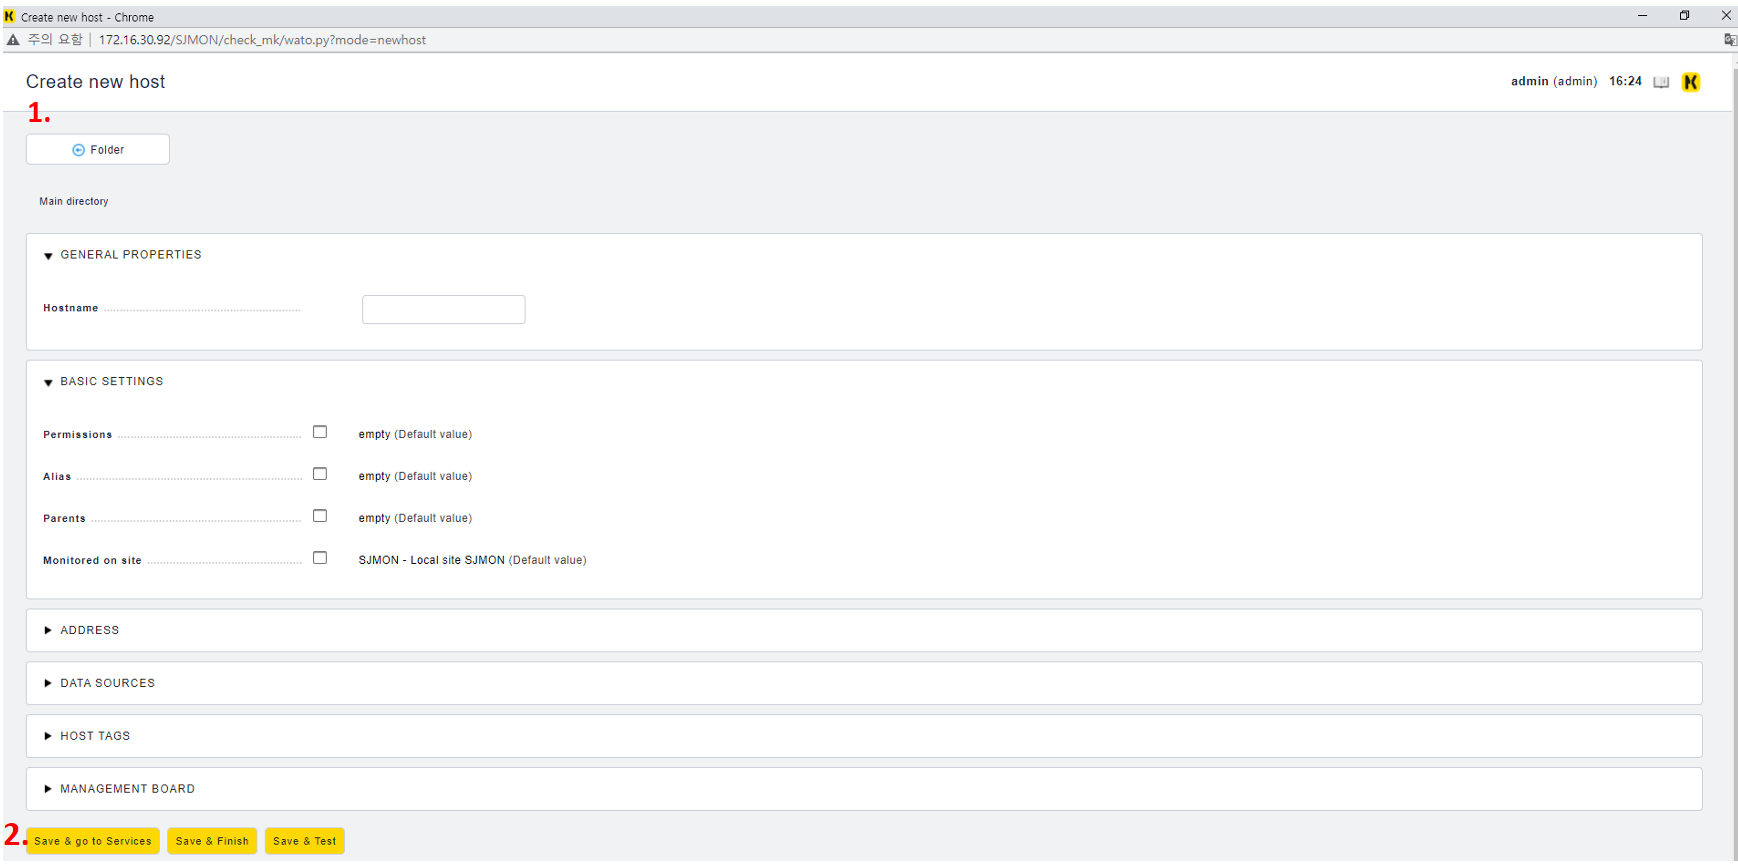 Create new host - Chrome
주의 요함 | 172.16.30.92/SJMON/check_mk/wato.py?mode=newhost
Create new host
admin (admin) 16:24
1.
Folder
Main directory
GENERAL PROPERTIES
Hostname
BASIC SETTINGS
Permissions empty (Default value)
Alias empty (Default value)
Parents empty (Default value)
Monitored on site SJMON - Local site SJMON (Default value)
ADDRESS
DATA SOURCES
HOST TAGS
MANAGEMENT BOARD
2. Save & go to Services Save & Finish Save & Test